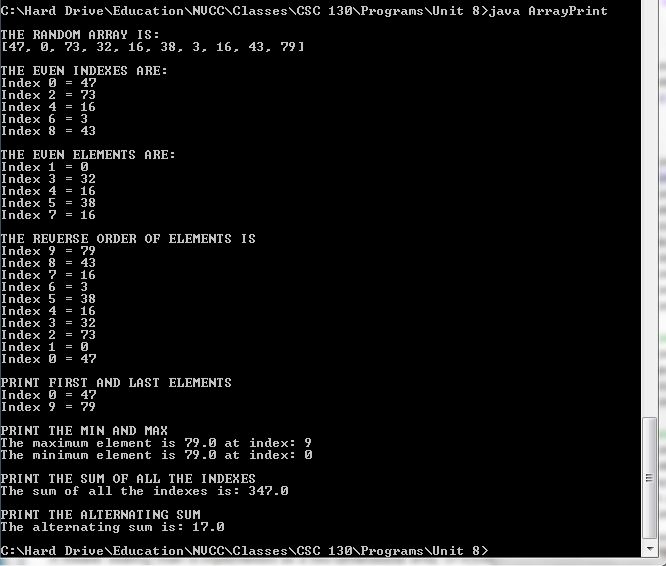 C:\Hard Drive\Education\NVCC\Classes\CSC 130\Programs\Unit 8>java ArrayPrint
THE RANDOM ARRAY IS:
[47, 0, 73, 32, 16, 38, 3, 16, 43, 79]
THE EVEN INDEXES ARE:
Index 0 = 47
Index 2 = 73
Index 4 = 16
Index 6 = 3
Index 8 = 43
THE EVEN ELEMENTS ARE:
Index 1 = 0
Index 3 = 32
Index 4 = 16
Index 5 = 38
Index 7 = 16
THE REVERSE ORDER OF ELEMENTS IS
Index 9 = 79
Index 8 = 43
Index 7 = 16
Index 6 = 3
Index 5 = 38
Index 4 = 16
Index 3 = 32
Index 2 = 73
Index 1 = 0
Index 0 = 47
PRINT FIRST AND LAST ELEMENTS
Index 0 = 47
Index 9 = 79
PRINT THE MIN AND MAX
The maximum element is 79.0 at index: 9
The minimum element is 79.0 at index: 0
PRINT THE SUM OF ALL THE INDEXES
The sum of all the indexes is: 347.0
PRINT THE ALTERNATING SUM
The alternating sum is: 17.0
C:\Hard Drive\Education\NVCC\Classes\CSC 130\Programs\Unit 8>